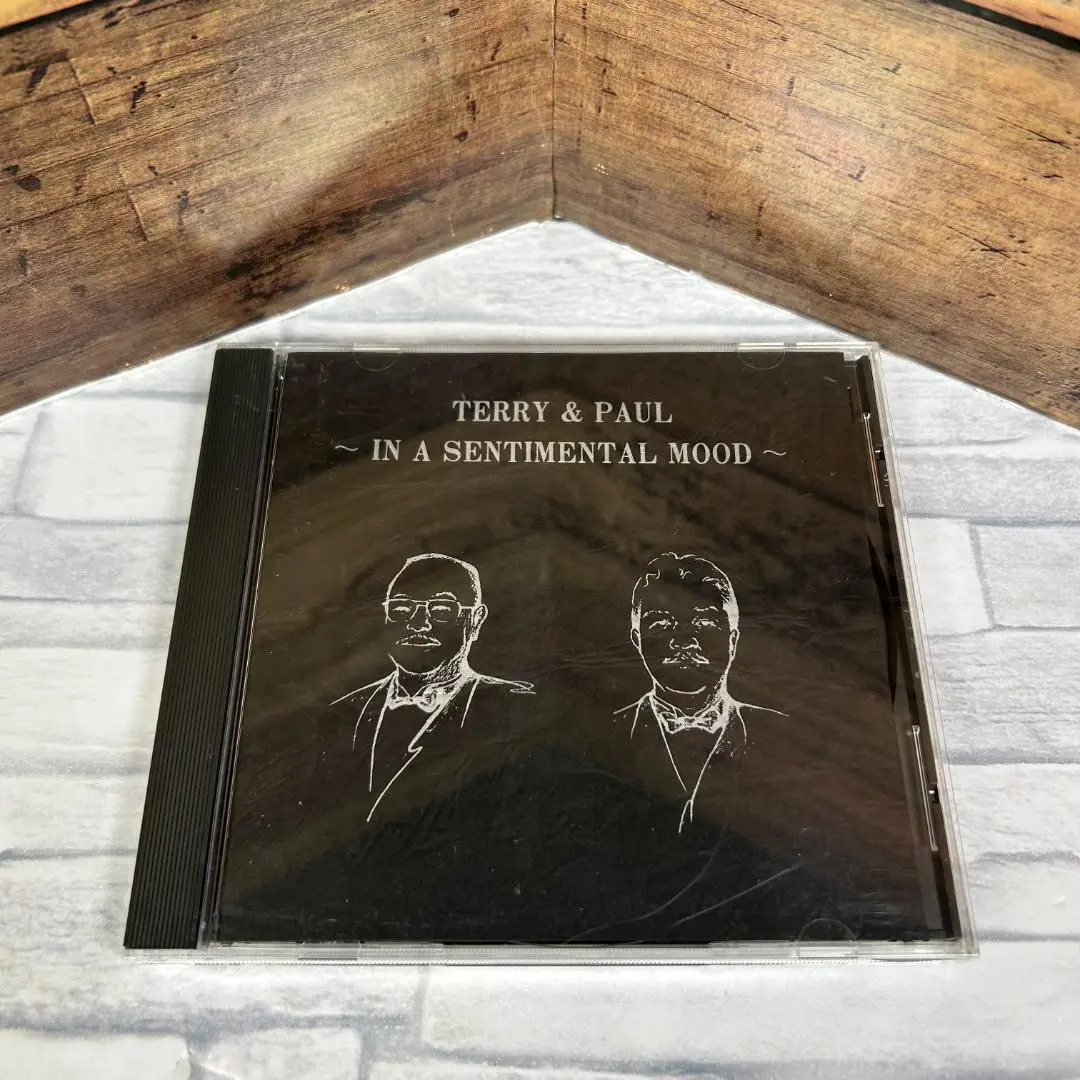 TERRY & PAUL
~ IN A SENTIMENTAL MOOD ~